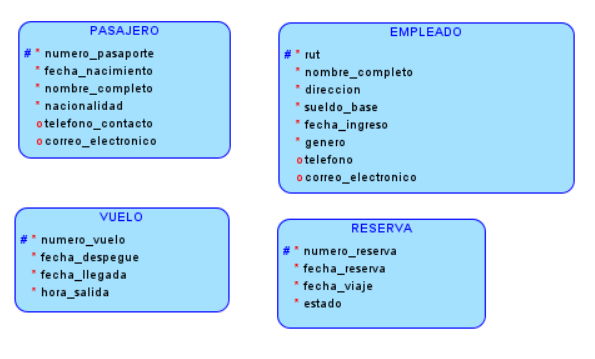 PASAJERO
# * numero_pasaporte
* fecha_nacimiento
* nombre_completo
* nacionalidad
o telefono_contacto
o correo_electronico
EMPLEADO
# * rut
* nombre_completo
* direccion
* sueldo_base
* fecha_ingreso
* genero
o telefono
o correo_electronico
VUELO
# * numero_vuelo
* fecha_despegue
* fecha_llegada
* hora_salida
RESERVA
# * numero_reserva
* fecha_reserva
* fecha_viaje
* estado